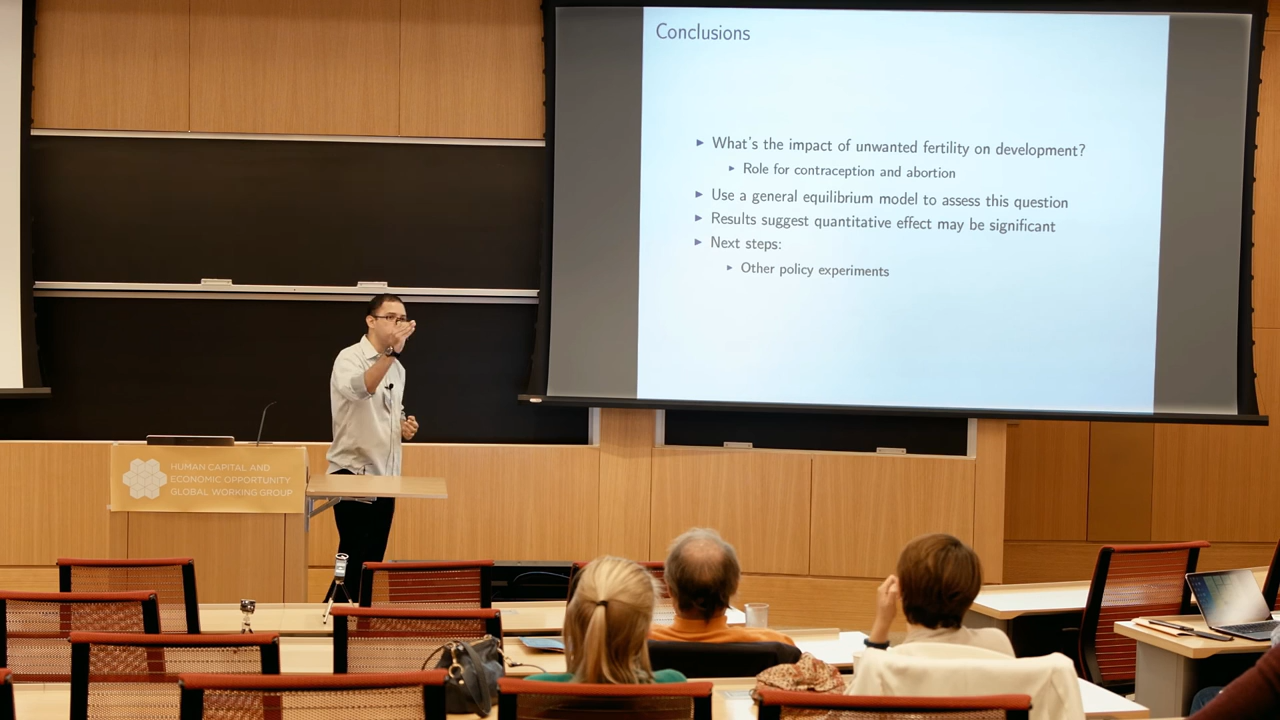 Conclusions
► What's the impact of unwanted fertility on development?
► Role for contraception and abortion
► Use a general equilibrium model to assess this question
► Results suggest quantitative effect may be significant
► Next steps:
► Other policy experiments
HUMAN CAPITAL AND
ECONOMIC OPPORTUNITY
GLOBAL WORKING GROUP